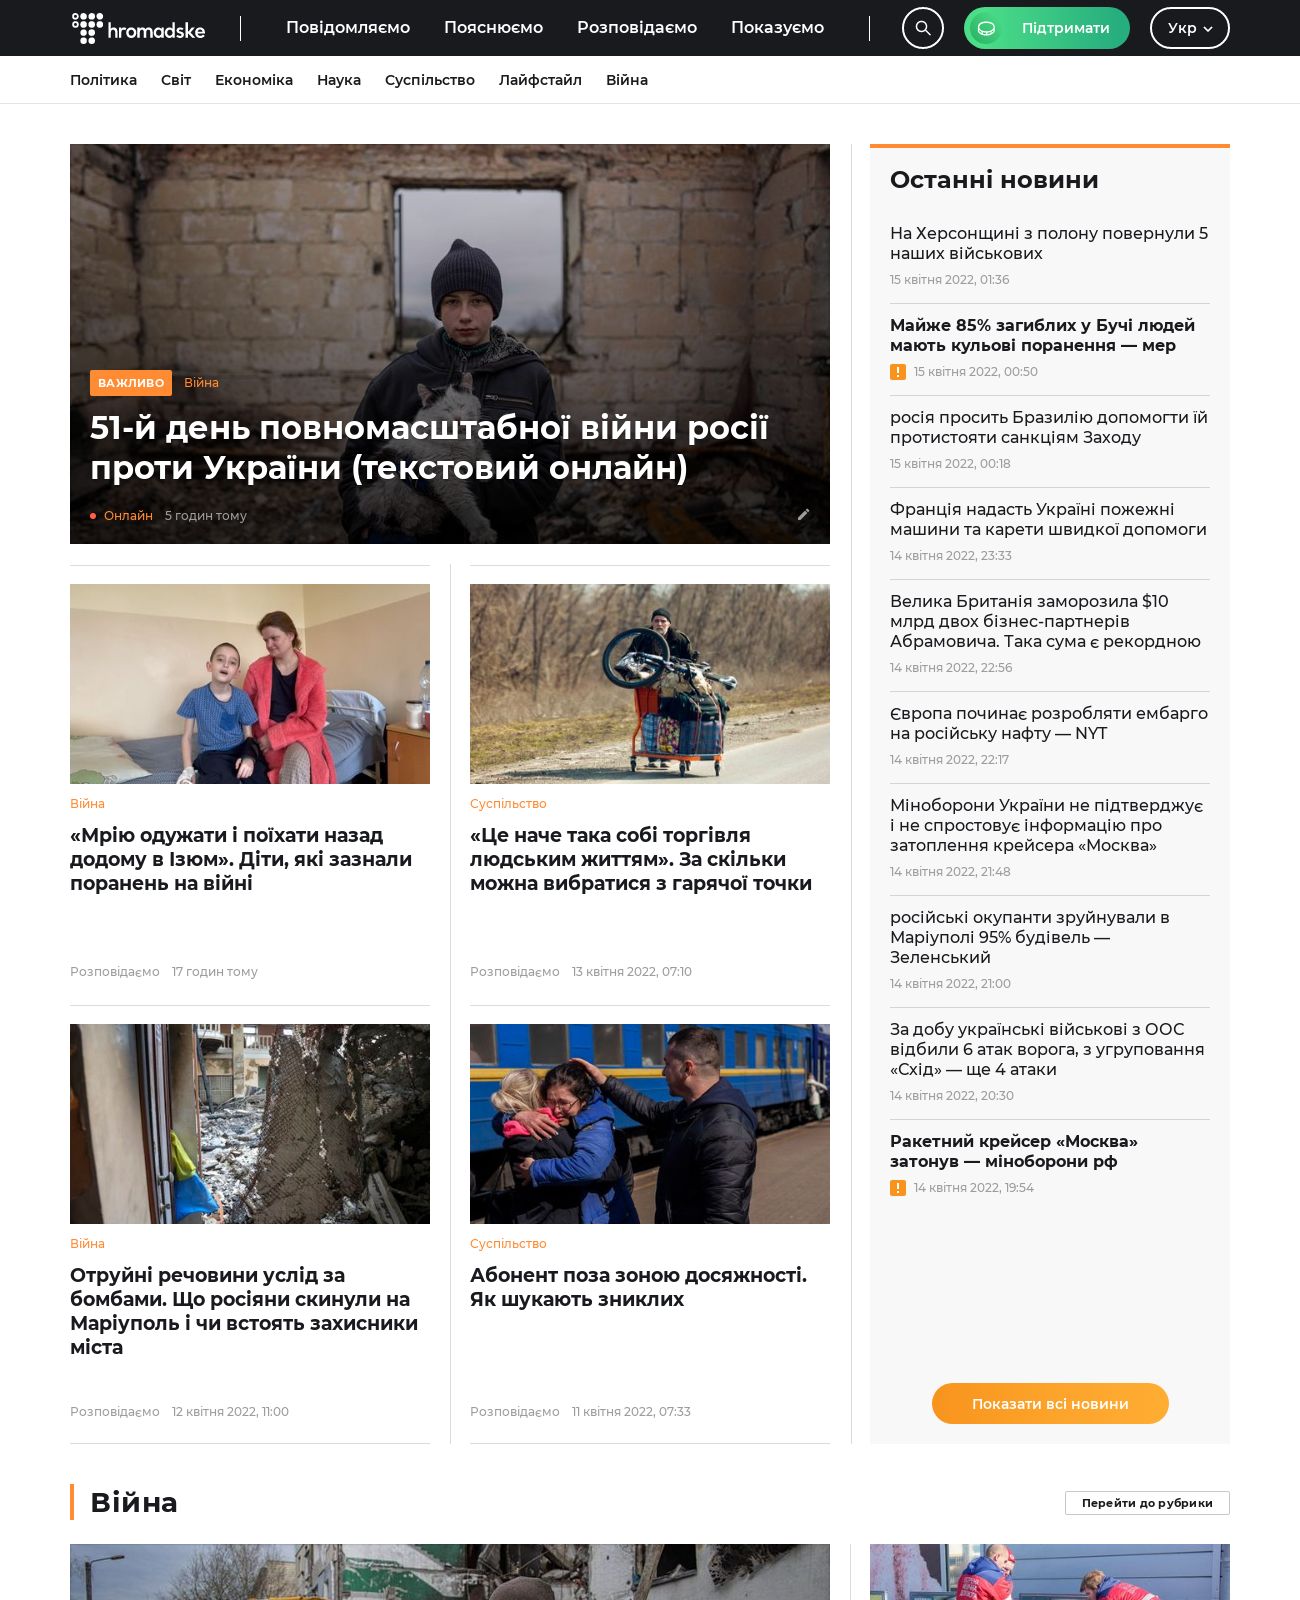 hromadske
Повідомляємо
Пояснюємо
Розповідаємо
Показуємо
Підтримати
Укр
Політика
Світ
Економіка
Наука
Суспільство
Лайфстайл
Війна
ВАЖЛИВО
Війна
51-й день повномасштабної війни росії
проти України (текстовий онлайн)
Онлайн
5 годин тому
Війна
«Мрію одужати і поїхати назад
додому в Ізюм». Діти, які зазнали
поранень на війні
Розповідаємо
17 годин тому
Суспільство
«Це наче така собі торгівля
людським життям». За скільки
можна вибратися з гарячої точки
Розповідаємо
13 квітня 2022, 07:10
Війна
Отруйні речовини услід за
бомбами. Що росіяни скинули на
Маріуполь і чи встоять захисники
міста
Розповідаємо
12 квітня 2022, 11:00
Суспільство
Абонент поза зоною досяжності.
Як шукають зниклих
Розповідаємо
11 квітня 2022, 07:33
Останні новини
На Херсонщині з полону повернули 5
наших військових
15 квітня 2022, 01:36
Майже 85% загиблих у Бучі людей
мають кульові поранення — мер
15 квітня 2022, 00:50
росія просить Бразилію допомогти їй
протистояти санкціям Заходу
15 квітня 2022, 00:18
Франція надасть Україні пожежні
машини та карети швидкої допомоги
14 квітня 2022, 23:33
Велика Британія заморозила $10
млрд двох бізнес-партнерів
Абрамовича. Така сума є рекордною
14 квітня 2022, 22:56
Європа починає розробляти ембарго
на російську нафту — NYT
14 квітня 2022, 22:17
Міноборони України не підтверджує
і не спростовує інформацію про
затоплення крейсера «Москва»
14 квітня 2022, 21:48
російські окупанти зруйнували в
Маріуполі 95% будівель —
Зеленський
14 квітня 2022, 21:00
За добу українські військові з ООС
відбили 6 атак ворога, з угруповання
«Схід» — ще 4 атаки
14 квітня 2022, 20:30
Ракетний крейсер «Москва»
затонув — міноборони рф
14 квітня 2022, 19:54
Показати всі новини
Війна
Перейти до рубрики